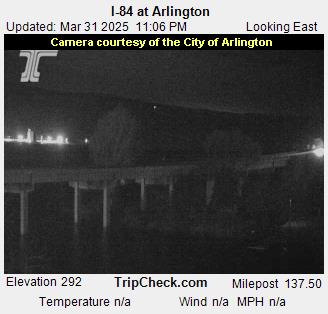 I-84 at Arlington
Updated: Mar 31 2025 11:06 PM Looking East
Camera courtesy of the City of Arlington
Elevation 292 TripCheck.com Milepost 137.50
Temperature n/a Wind n/a MPH n/a